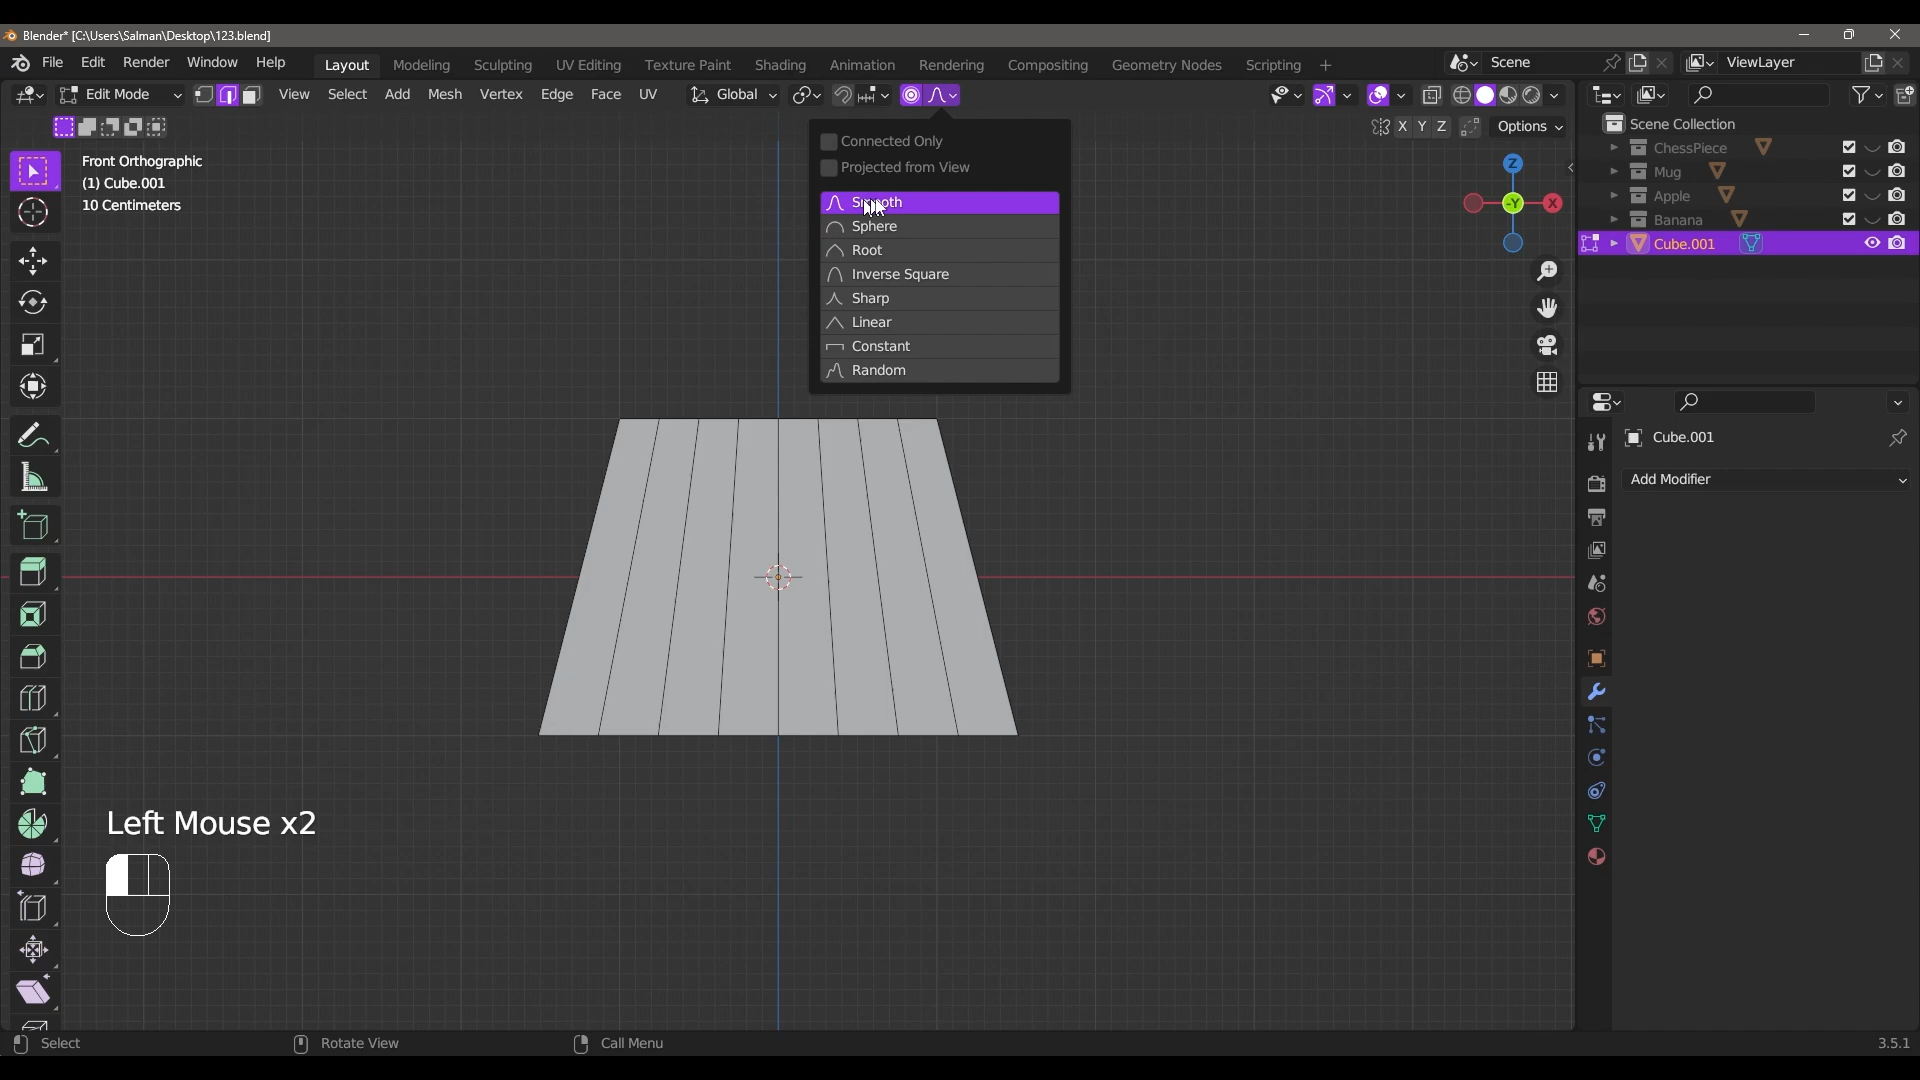 Blender* [C:\Users\Salman\Desktop\123.blend]
File Edit Render Window Help Layout Modeling Sculpting UV Editing Texture Paint Shading Animation Rendering Compositing Geometry Nodes Scripting + Scene ViewLayer
Edit Mode View Select Add Mesh Vertex Edge Face UV Global
X Y Z Options
Front Orthographic
(1) Cube.001
10 Centimeters
Connected Only
Projected from View
Smooth
Sphere
Root
Inverse Square
Sharp
Linear
Constant
Random
Z
-Y
X
Scene Collection
ChessPiece
Mug
Apple
Banana
Cube.001
Cube.001
Add Modifier
Left Mouse x2
Select Rotate View Call Menu 3.5.1